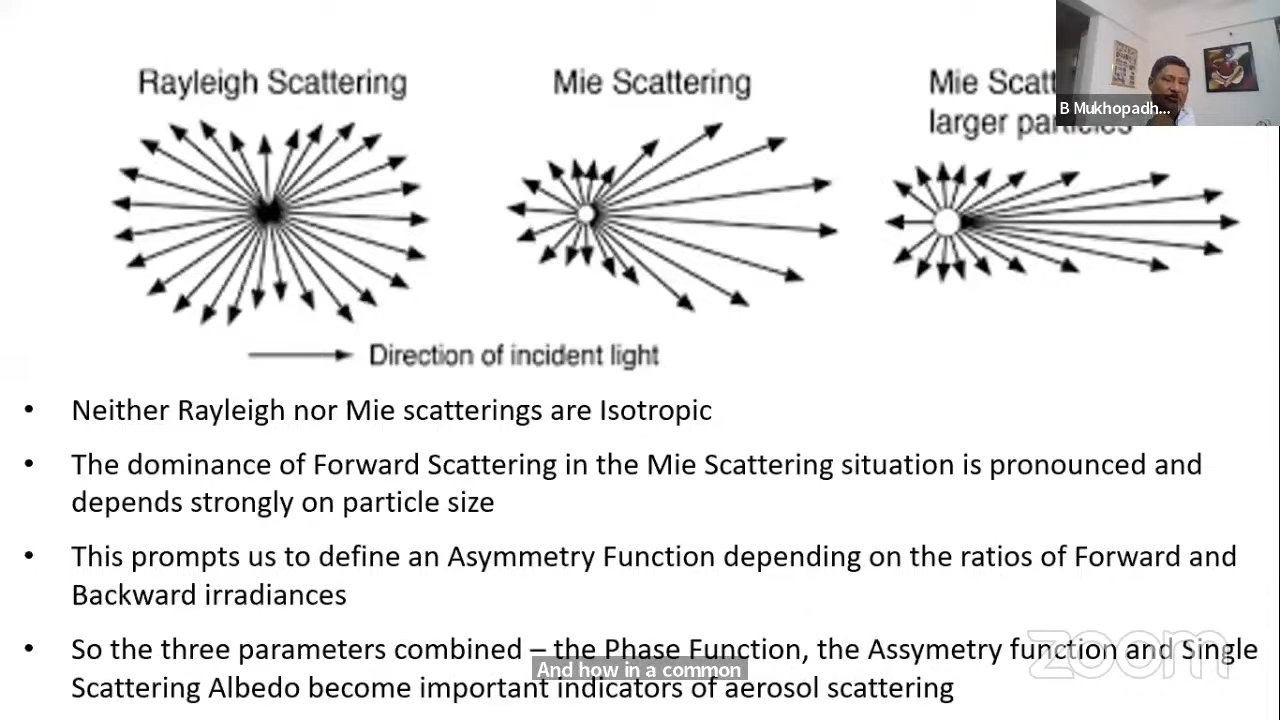 Rayleigh Scattering
Mie Scattering
Mie Scatt
larger particles
B Mukhopadh...
Direction of incident light
• Neither Rayleigh nor Mie scatterings are Isotropic
• The dominance of Forward Scattering in the Mie Scattering situation is pronounced and
depends strongly on particle size
• This prompts us to define an Asymmetry Function depending on the ratios of Forward and
Backward irradiances
• So the three parameters combined – the Phase Function, the Assymetry function and Single
Scattering Albedo become important indicators of aerosol scattering
And how in a common
zoom